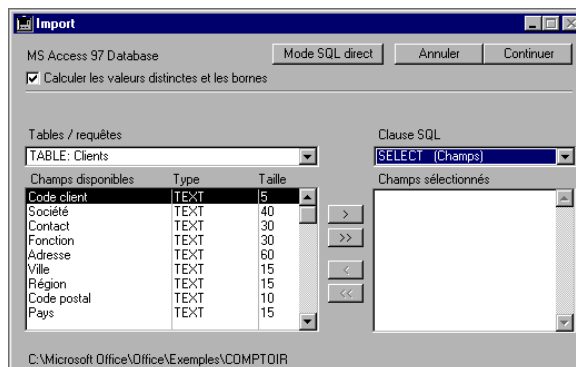 Import
MS Access 97 Database
Mode SQL direct
Annuler
Continuer
Calculer les valeurs distinctes et les bornes
Tables / requêtes
Clause SQL
TABLE: Clients
SELECT (Champs)
Champs disponibles Type Taille
Champs sélectionnés
Code client TEXT 5
Société TEXT 40
Contact TEXT 30
Fonction TEXT 30
Adresse TEXT 60
Ville TEXT 15
Région TEXT 15
Code postal TEXT 10
Pays TEXT 15
>
>>
<
<<
C:\Microsoft Office\Office\Exemples\COMPTOIR